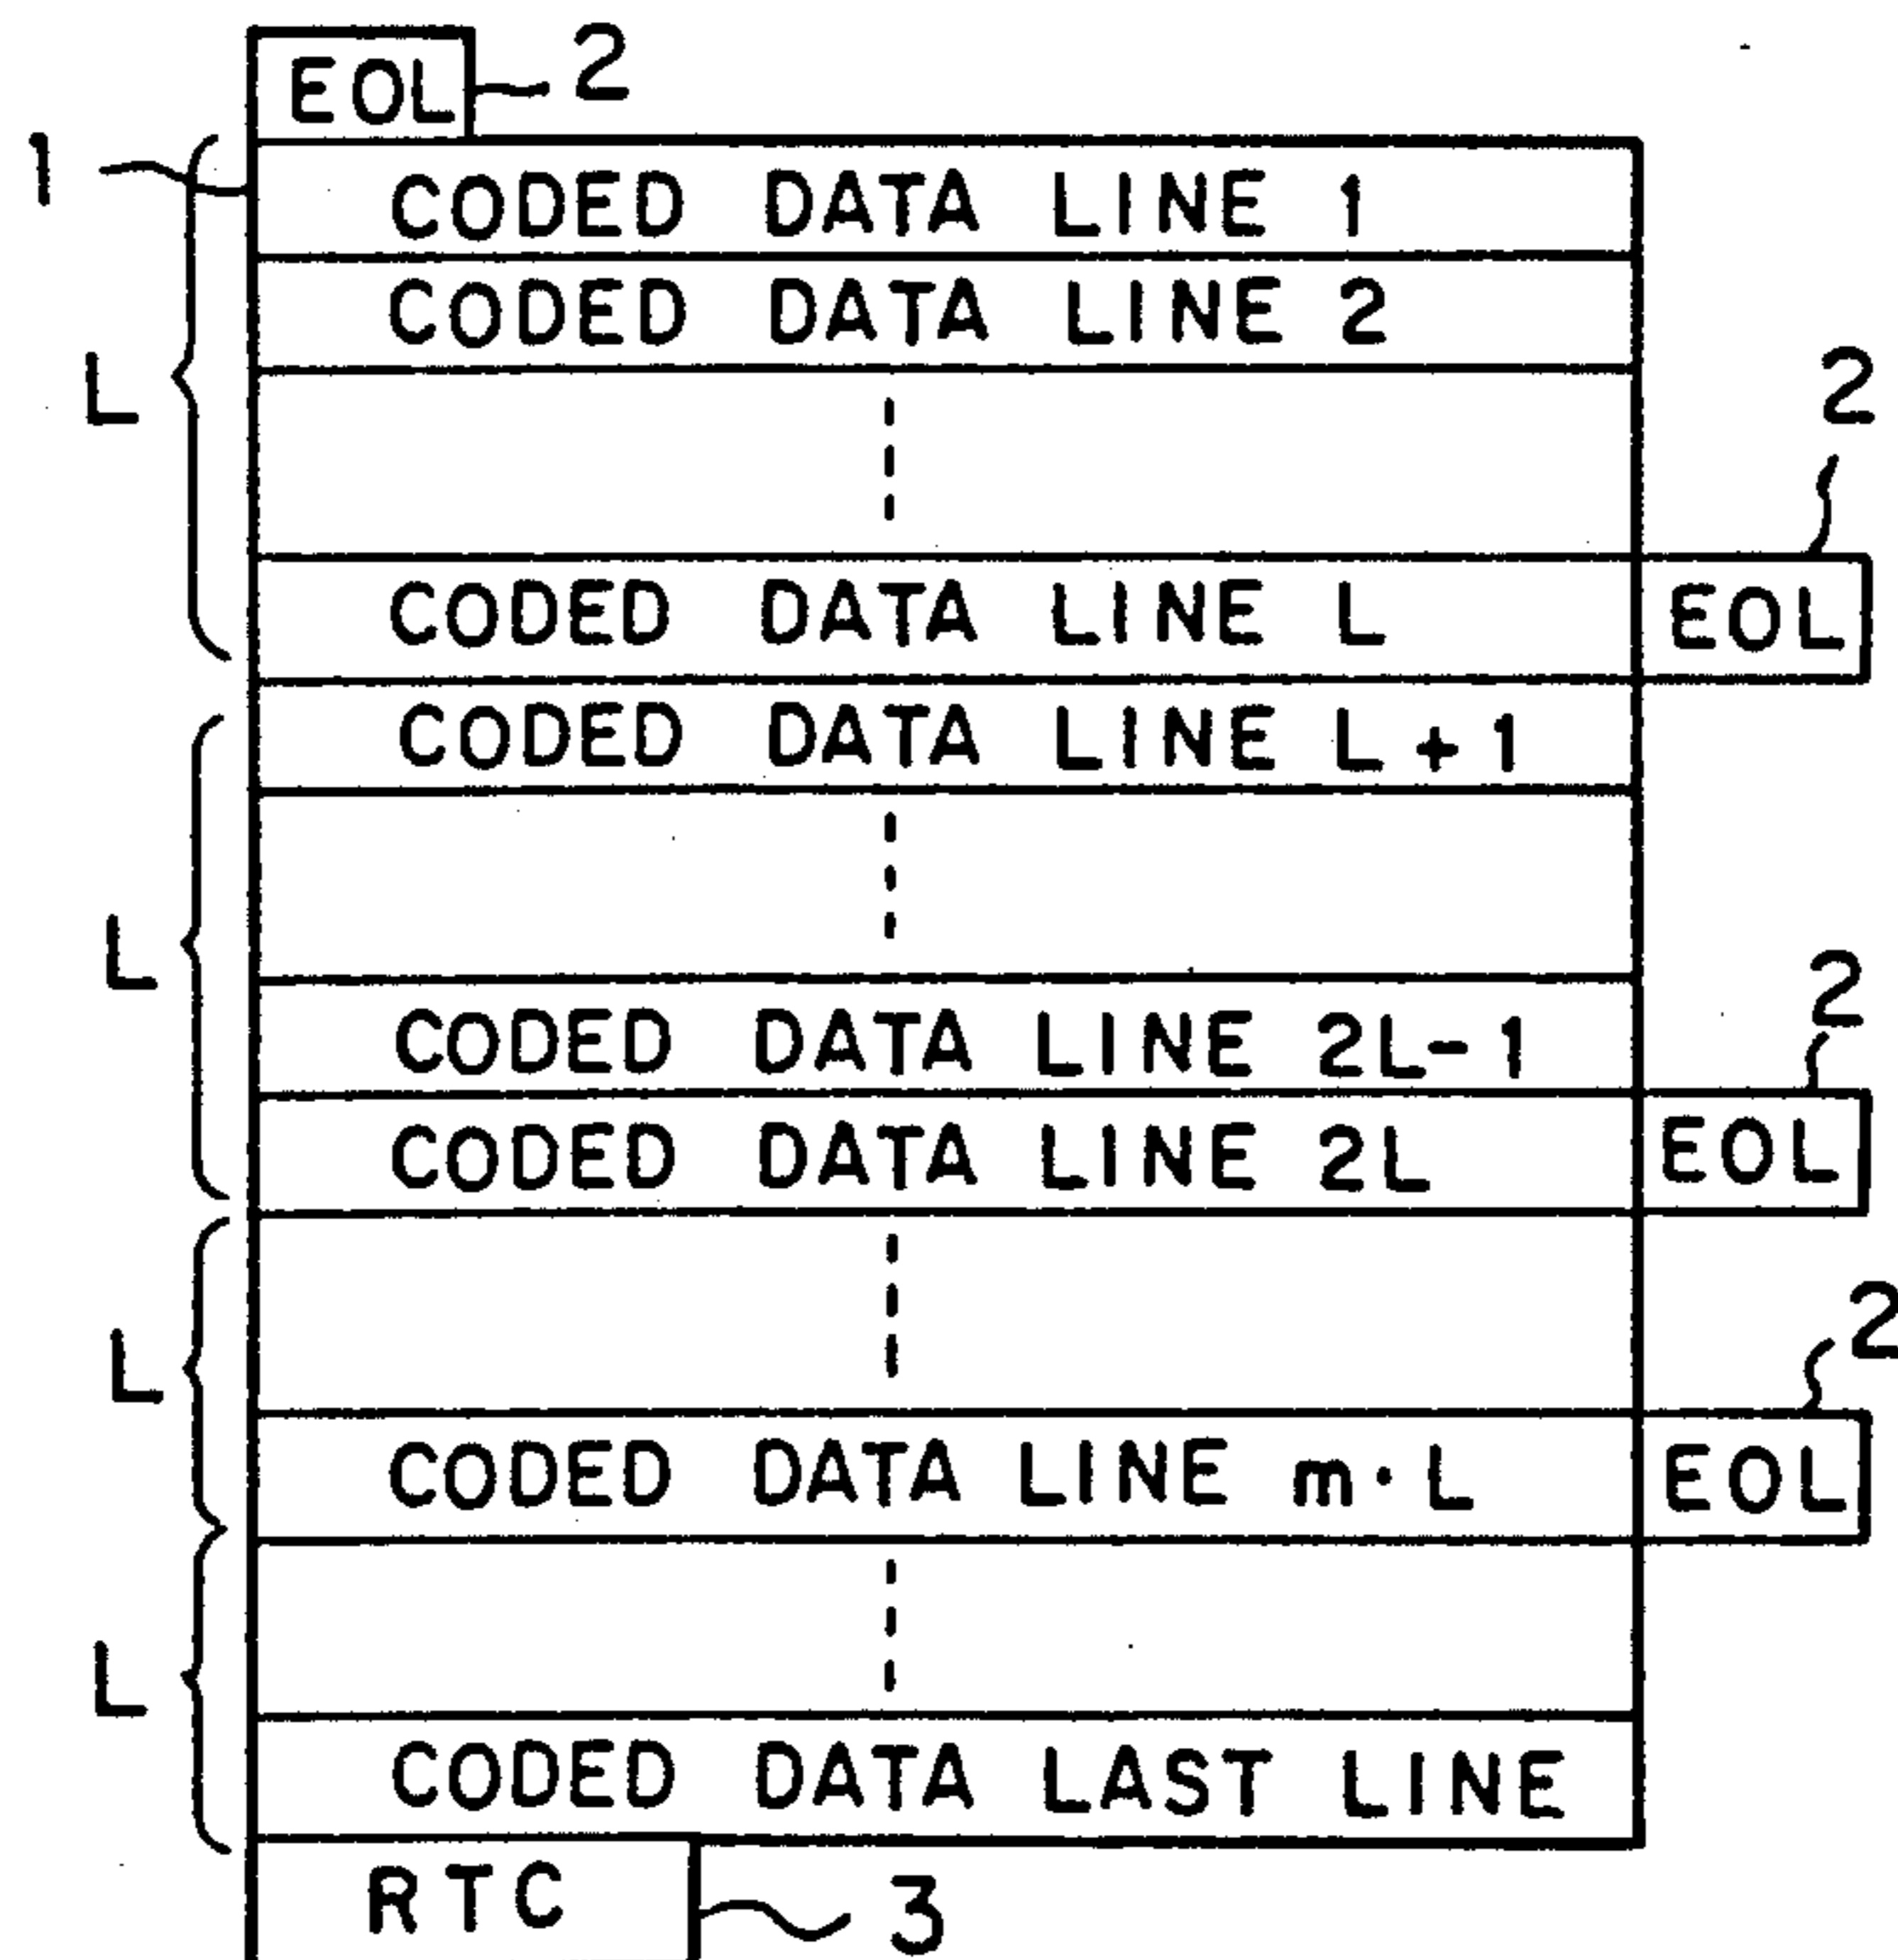 EOL 2
1
CODED DATA LINE 1
CODED DATA LINE 2
L
2
CODED DATA LINE L EOL
CODED DATA LINE L+1
L
2
CODED DATA LINE 2L-1
CODED DATA LINE 2L EOL
L
2
CODED DATA LINE m·L EOL
L
CODED DATA LAST LINE
RTC 3